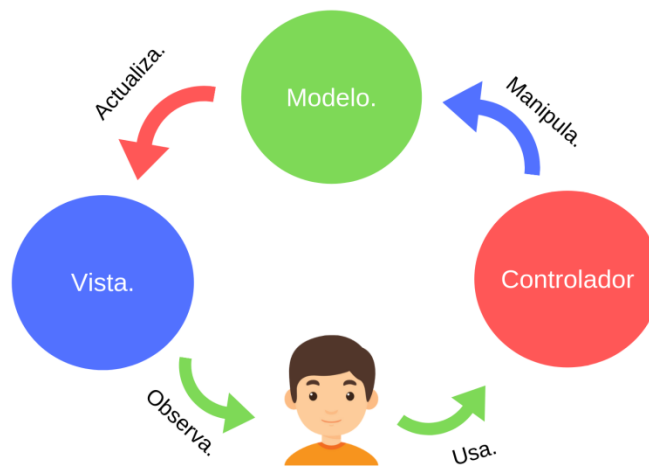 Actualiza.
Modelo.
Manipula.
Vista.
Controlador
Observa.
Usa.